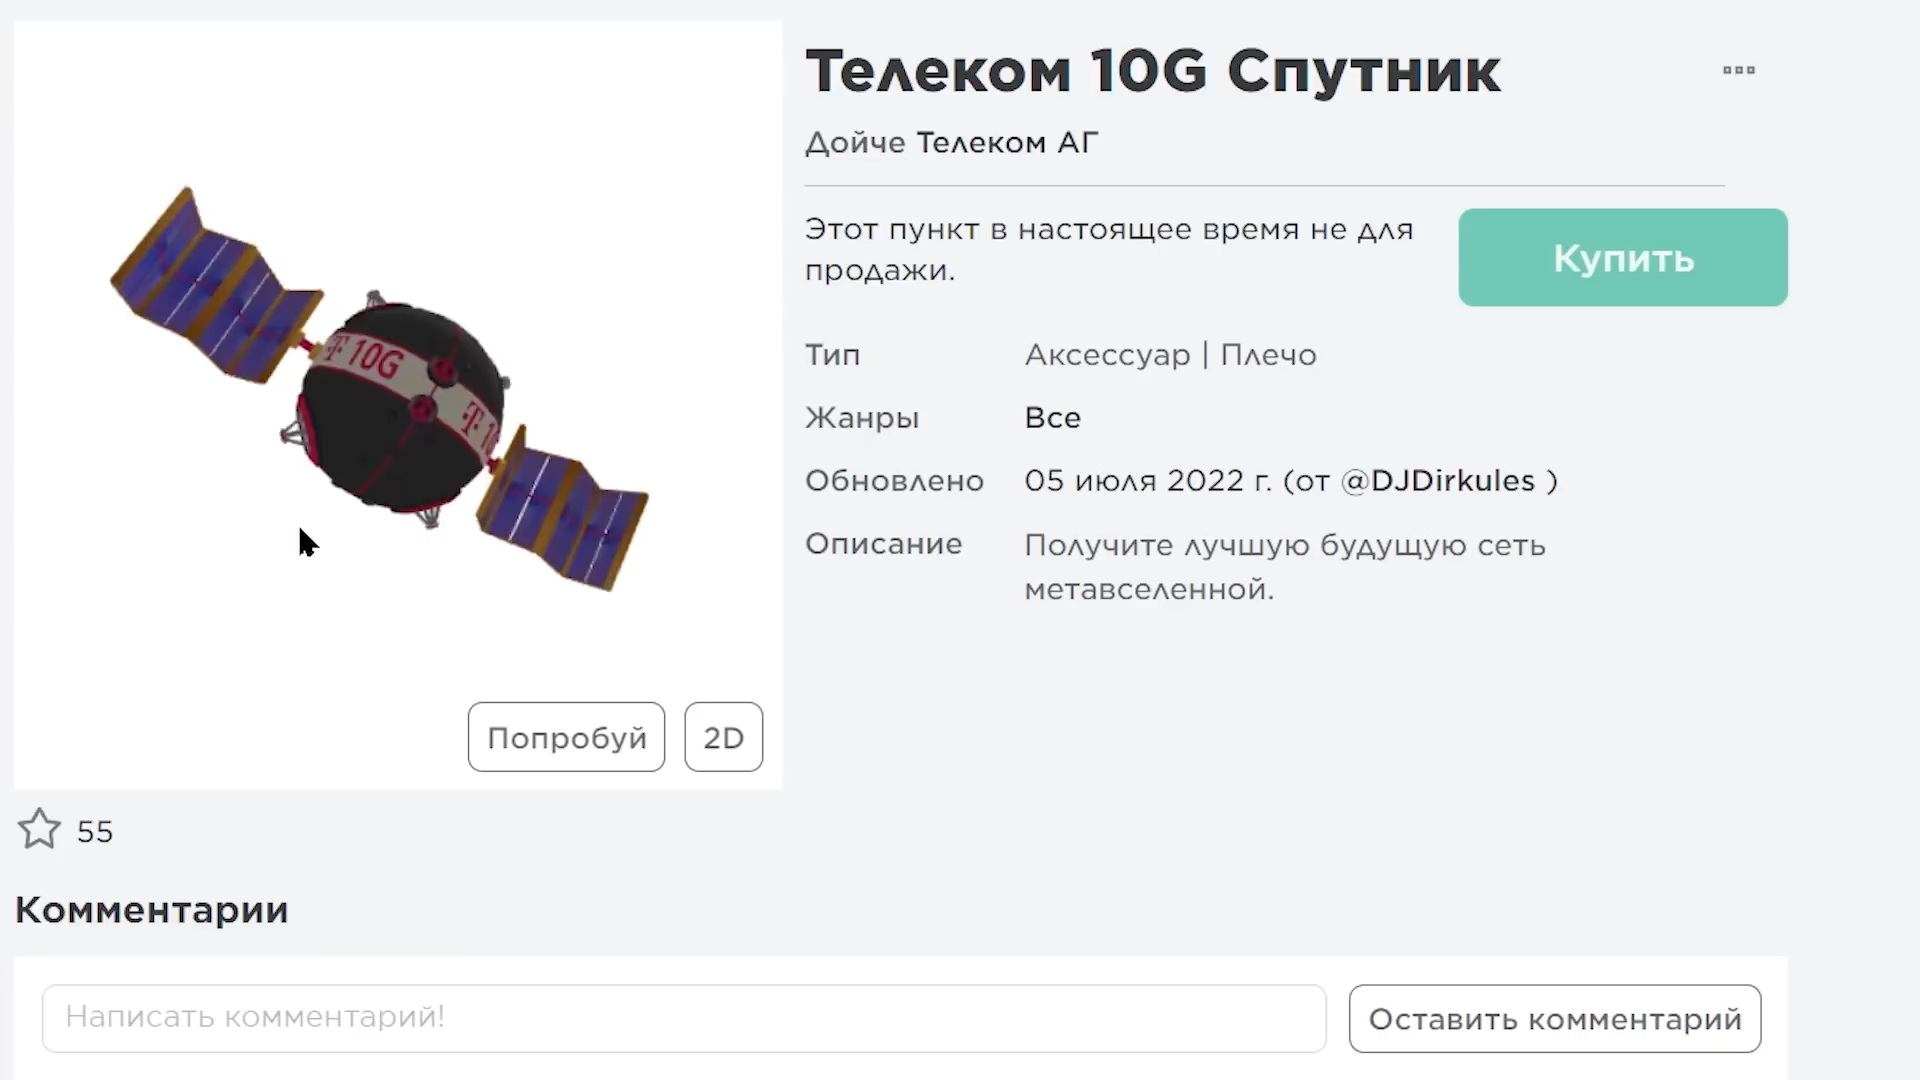 Телеком 10G Спутник
Дойче Телеком АГ
Этот пункт в настоящее время не для
продажи.
Купить
Тип
Аксессуар | Плечо
Жанры
Все
Обновлено
05 июля 2022 г. (от @DJDirkules )
Описание
Получите лучшую будущую сеть
метавселенной.
T 10G
T
Попробуй
2D
55
Комментарии
Написать комментарий!
Оставить комментарий